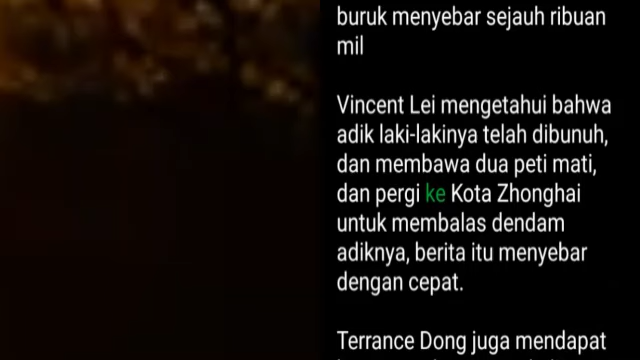 buruk menyebar sejauh ribuan
mil
Vincent Lei mengetahui bahwa
adik laki-lakinya telah dibunuh,
dan membawa dua peti mati,
dan pergi ke Kota Zhonghai
untuk membalas dendam
adiknya, berita itu menyebar
dengan cepat.
Terrance Dong juga mendapat